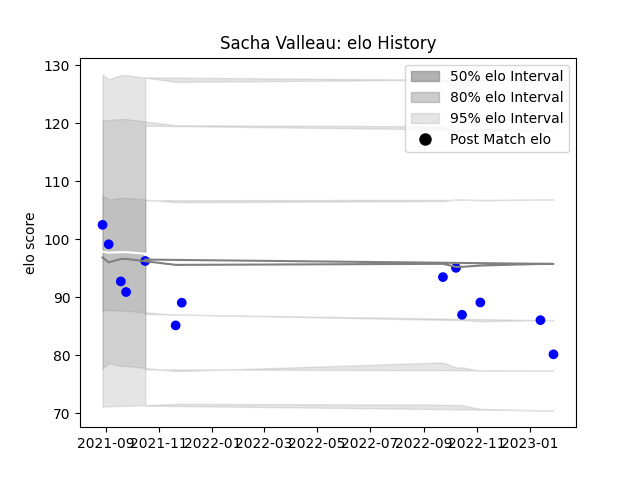 Sacha Valleau: elo History
130
120
110
100
90
80
70
elo score
50% elo Interval
80% elo Interval
95% elo Interval
Post Match elo
2021-09
2021-11
2022-01
2022-03
2022-05
2022-07
2022-09
2022-11
2023-01